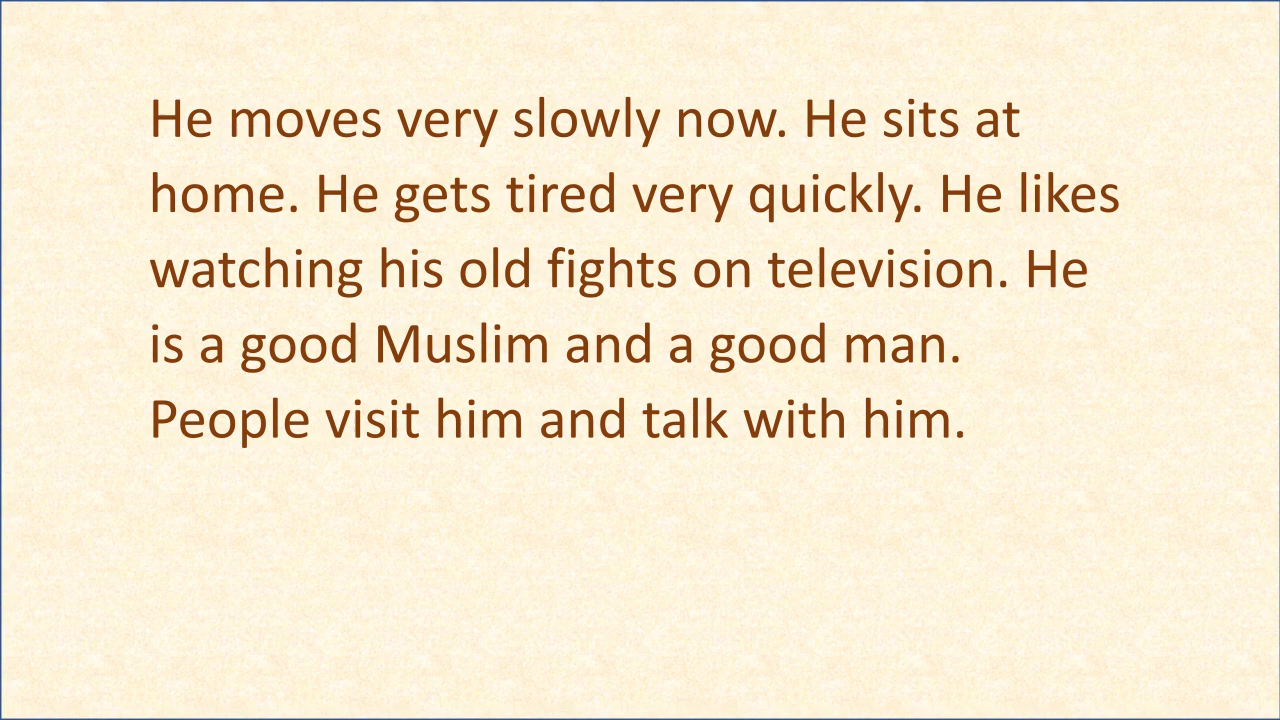 He moves very slowly now. He sits at
home. He gets tired very quickly. He likes
watching his old fights on television. He
is a good Muslim and a good man.
People visit him and talk with him.